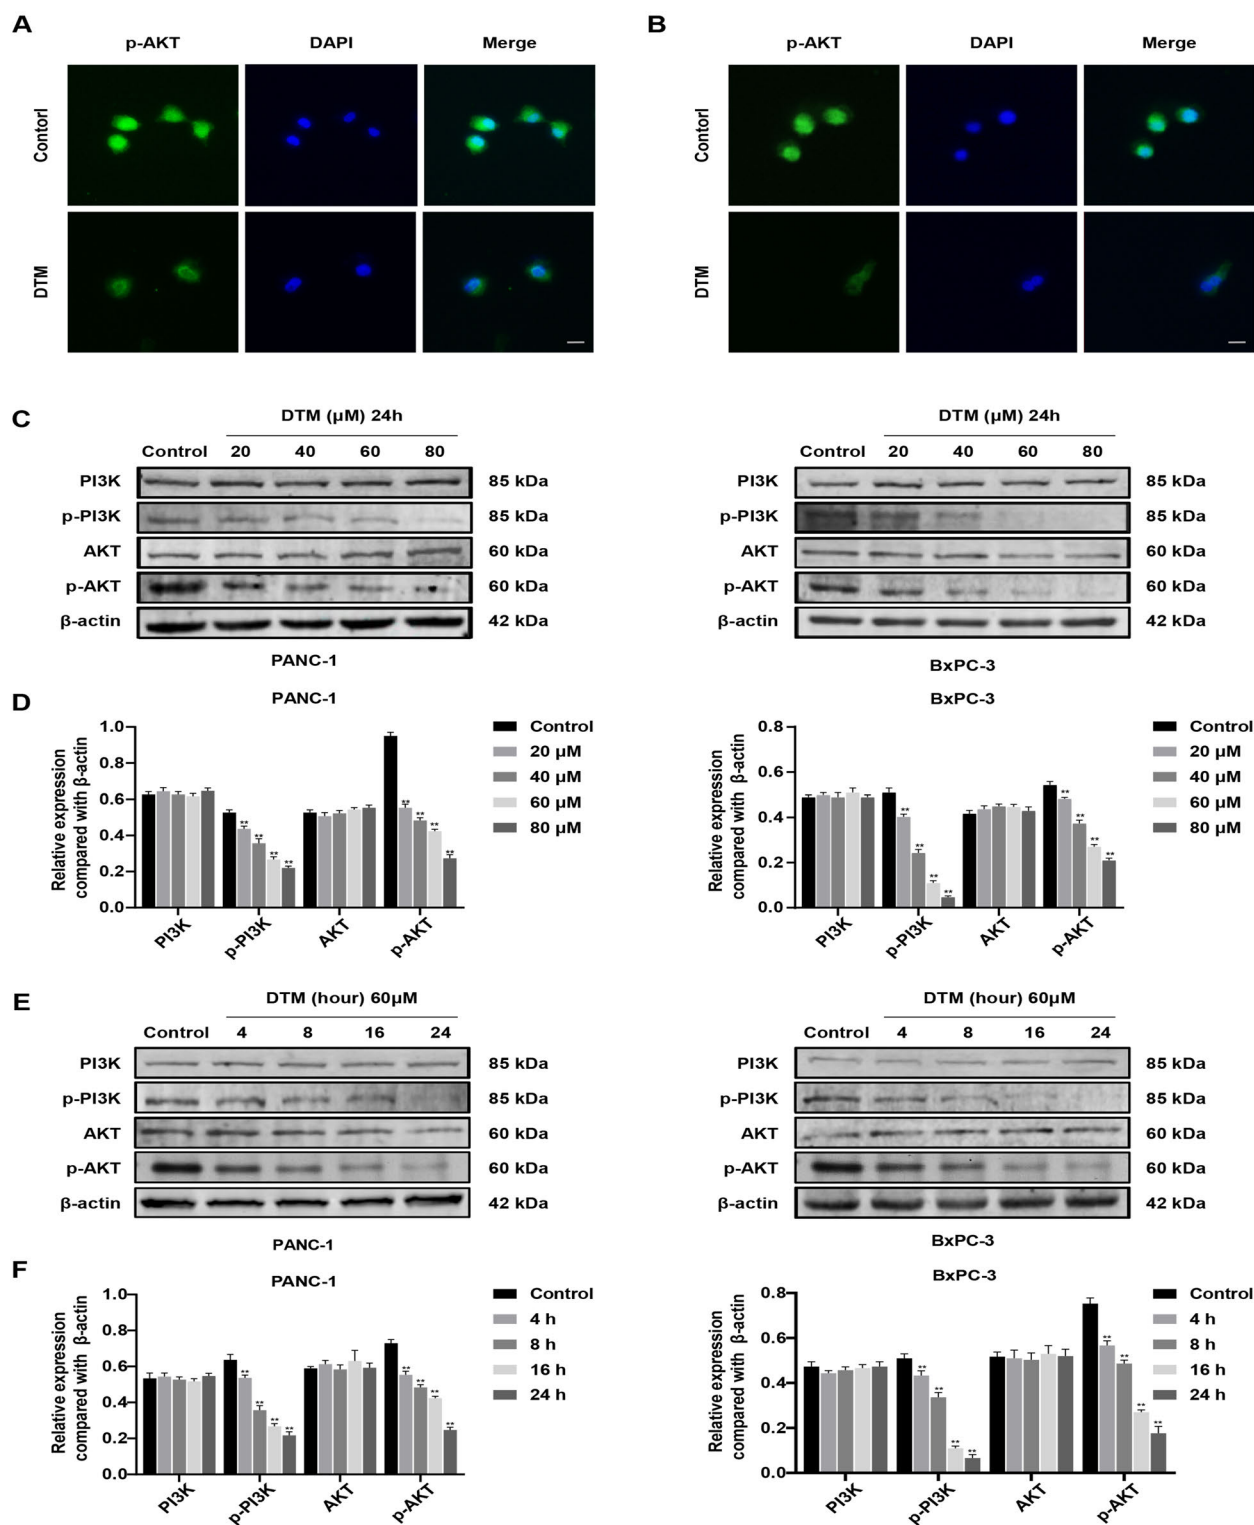 A
B
p-AKT DAPI Merge
p-AKT DAPI Merge
Contorl
Contorl
DTM
DTM
C
DTM (μM) 24h
Control 20 40 60 80
PI3K 85 kDa
p-PI3K 85 kDa
AKT 60 kDa
p-AKT 60 kDa
β-actin 42 kDa
PANC-1
DTM (μM) 24h
Control 20 40 60 80
PI3K 85 kDa
p-PI3K 85 kDa
AKT 60 kDa
p-AKT 60 kDa
β-actin 42 kDa
BxPC-3
D
PANC-1
Relative expression
compared with β-actin
1.0
0.8
0.6
0.4
0.2
0.0
** ** ** **
** ** ** **
PI3K p-PI3K AKT p-AKT
Control
20 μM
40 μM
60 μM
80 μM
BxPC-3
Relative expression
compared with β-actin
0.8
0.6
0.4
0.2
0.0
** ** ** **
** ** ** **
PI3K p-PI3K AKT p-AKT
Control
20 μM
40 μM
60 μM
80 μM
E
DTM (hour) 60μM
Control 4 8 16 24
PI3K 85 kDa
p-PI3K 85 kDa
AKT 60 kDa
p-AKT 60 kDa
β-actin 42 kDa
PANC-1
DTM (hour) 60μM
Control 4 8 16 24
PI3K 85 kDa
p-PI3K 85 kDa
AKT 60 kDa
p-AKT 60 kDa
β-actin 42 kDa
BxPC-3
F
PANC-1
Relative expression
compared with β-actin
1.0
0.8
0.6
0.4
0.2
0.0
** ** ** **
** ** ** **
PI3K p-PI3K AKT p-AKT
Control
4 h
8 h
16 h
24 h
BxPC-3
Relative expression
compared with β-actin
0.8
0.6
0.4
0.2
0.0
** ** ** **
** ** ** **
PI3K p-PI3K AKT p-AKT
Control
4 h
8 h
16 h
24 h